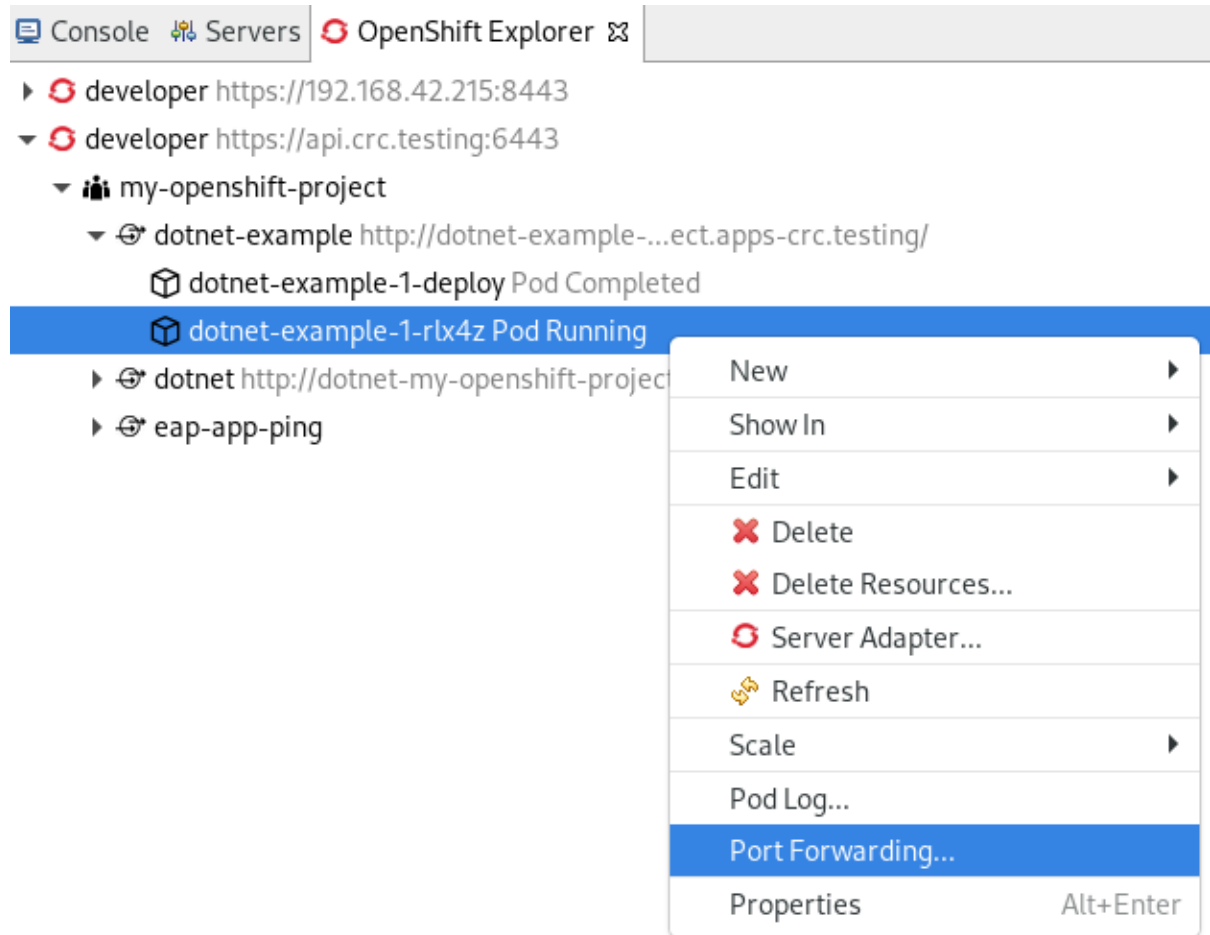 Console Servers OpenShift Explorer
developer https://192.168.42.215:8443
developer https://api.crc.testing:6443
my-openshift-project
dotnet-example http://dotnet-example-...ect.apps-crc.testing/
dotnet-example-1-deploy Pod Completed
dotnet-example-1-rlx4z Pod Running
dotnet http://dotnet-my-openshift-project
eap-app-ping
New
Show In
Edit
Delete
Delete Resources...
Server Adapter...
Refresh
Scale
Pod Log...
Port Forwarding...
Properties Alt+Enter